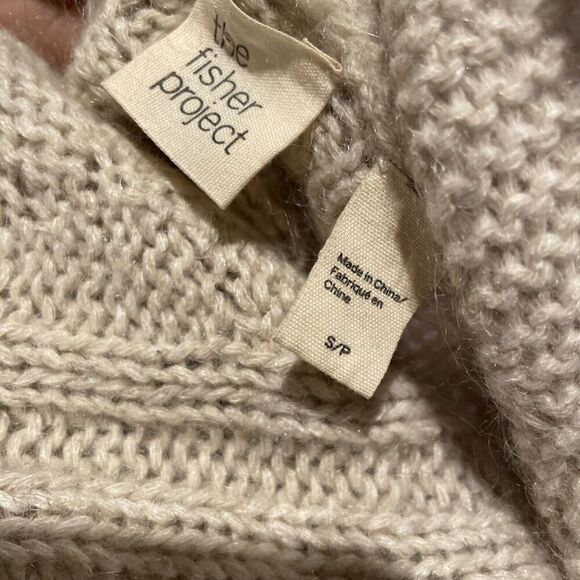 the
fisher
project
Made in China/
Fabriqué en
Chine
S/P